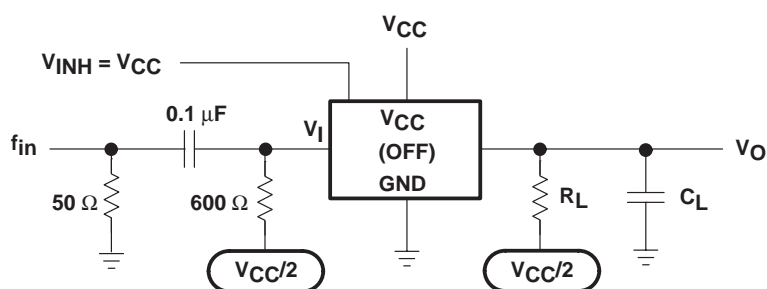 VCC
VINH = VCC
0.1 μF
fin
VI
VCC
(OFF)
GND
VO
50 Ω
600 Ω
RL
CL
VCC/2
VCC/2